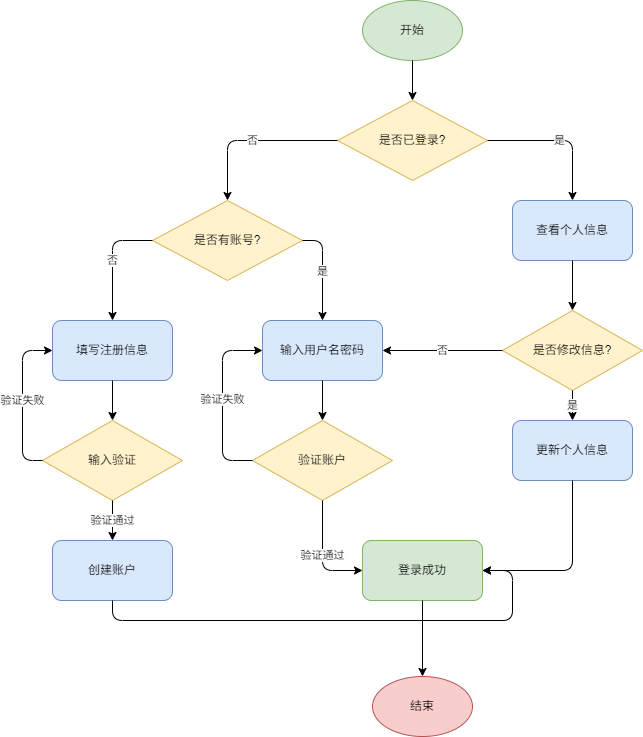 开始
是否已登录?
否
是
是否有账号?
查看个人信息
否
是
填写注册信息
输入用户名密码
否
是否修改信息?
验证失败
验证失败
是
输入验证
验证账户
更新个人信息
验证通过
验证通过
创建账户
登录成功
结束